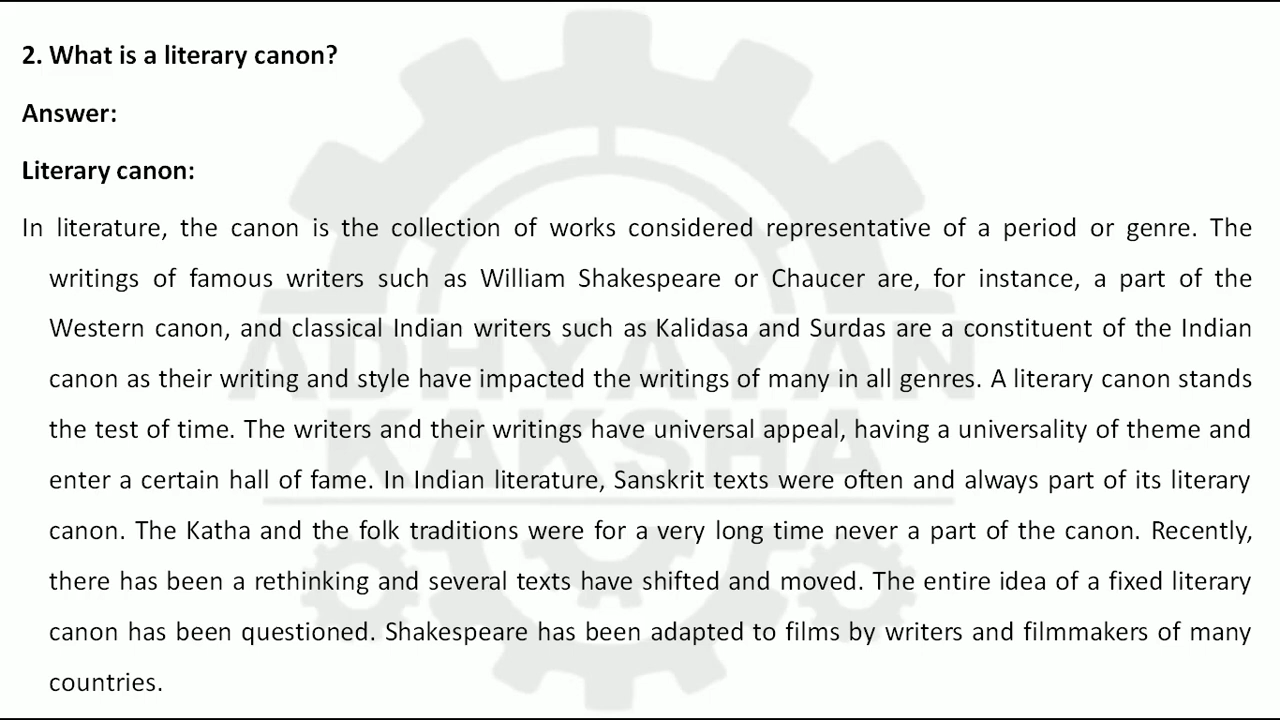 2. What is a literary canon?
Answer:
Literary canon:
In literature, the canon is the collection of works considered representative of a period or genre. The
writings of famous writers such as William Shakespeare or Chaucer are, for instance, a part of the
Western canon, and classical Indian writers such as Kalidasa and Surdas are a constituent of the Indian
canon as their writing and style have impacted the writings of many in all genres. A literary canon stands
the test of time. The writers and their writings have universal appeal, having a universality of theme and
enter a certain hall of fame. In Indian literature, Sanskrit texts were often and always part of its literary
canon. The Katha and the folk traditions were for a very long time never a part of the canon. Recently,
there has been a rethinking and several texts have shifted and moved. The entire idea of a fixed literary
canon has been questioned. Shakespeare has been adapted to films by writers and filmmakers of many
countries.
ADHYAYAN
KAKSHA